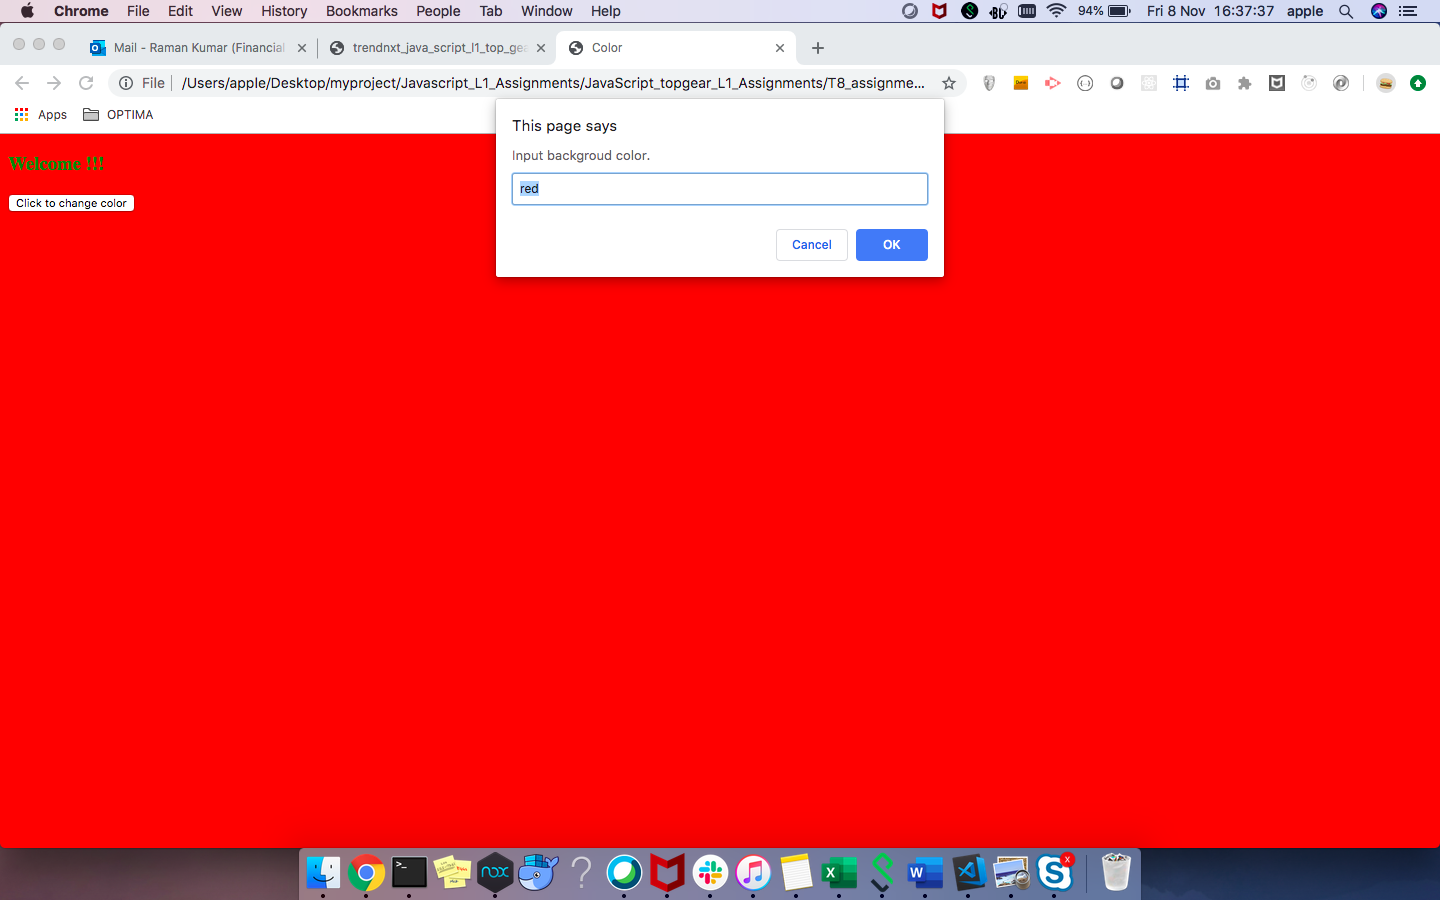 Chrome File Edit View History Bookmarks People Tab Window Help 94% Fri 8 Nov 16:37:37 apple
Mail - Raman Kumar (Financial trendnxt_java_script_l1_top_gea Color
File /Users/apple/Desktop/myproject/Javascript_L1_Assignments/JavaScript_topgear_L1_Assignments/T8_assignme...
Apps OPTIMA
This page says
Input backgroud color.
red
Cancel OK
Welcome !!!
Click to change color